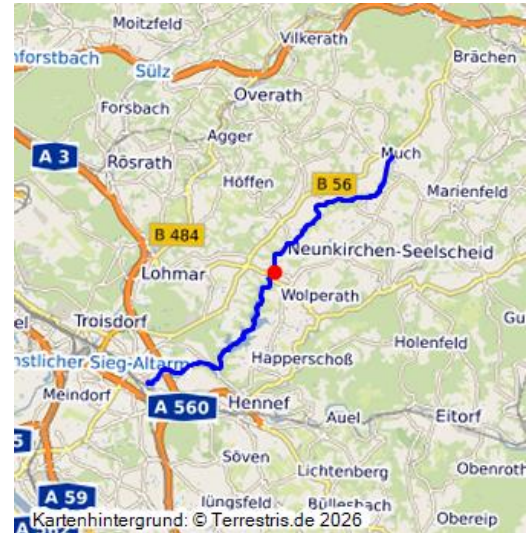 Moitzfeld
Vilkerath
nforstbach
Sülz
Brächen
Overath
Forsbach
Agger
A 3
Rösrath
Much
Höffen
B 56
Marienfeld
B 484
Neunkirchen-Seelscheid
Lohmar
Wolperath
Troisdorf
Gu
Holenfeld
nstlicher Sieg-Altarm
Happerschoß
Meindorf
A 560
Hennef
Auel
Eitorf
5
Söven
Lichtenberg
Obenroth
A 59
Jüngsfeld
Büllesbach
Obereip
Kartenhintergrund: © Terrestris.de 2026